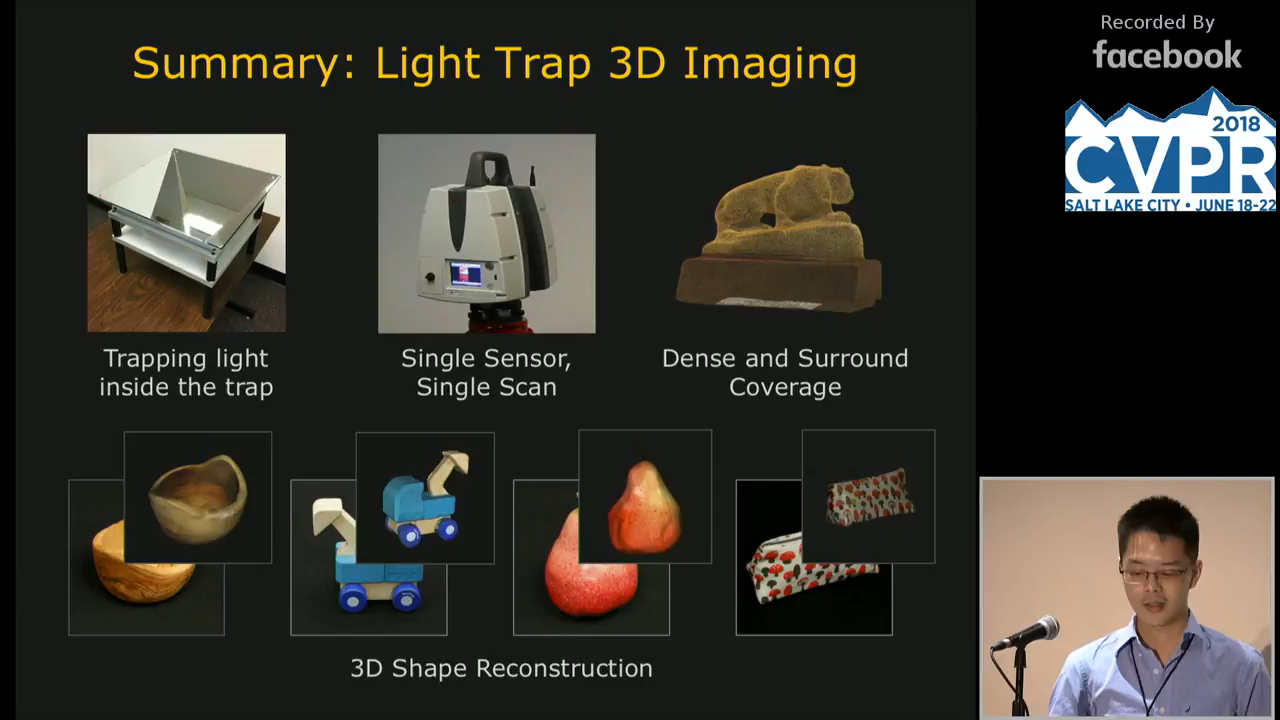 Summary: Light Trap 3D Imaging
Recorded By
facebook
2018
CVPR
SALT LAKE CITY • JUNE 18-22
Trapping light
inside the trap
Single Sensor,
Single Scan
Dense and Surround
Coverage
3D Shape Reconstruction